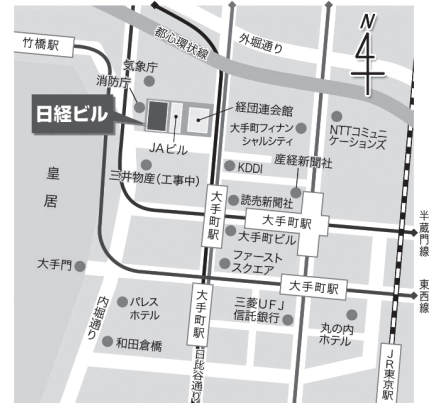 竹橋駅
都心環状線
外堀通り
N
気象庁
消防庁
日経ビル
経団連会館
大手町フィナン
シャルシティ
NTTコミュニ
ケーションズ
JAビル
産経新聞社
三井物産(工事中)
KDDI
皇居
大手町駅
読売新聞社
大手町駅
半蔵門線
大手町ビル
ファースト
スクエア
大手門
大手町駅
東西線
内堀通り
パレス
ホテル
大手町駅
三菱UFJ
信託銀行
丸の内
ホテル
和田倉橋
日比谷通り
JR東京駅